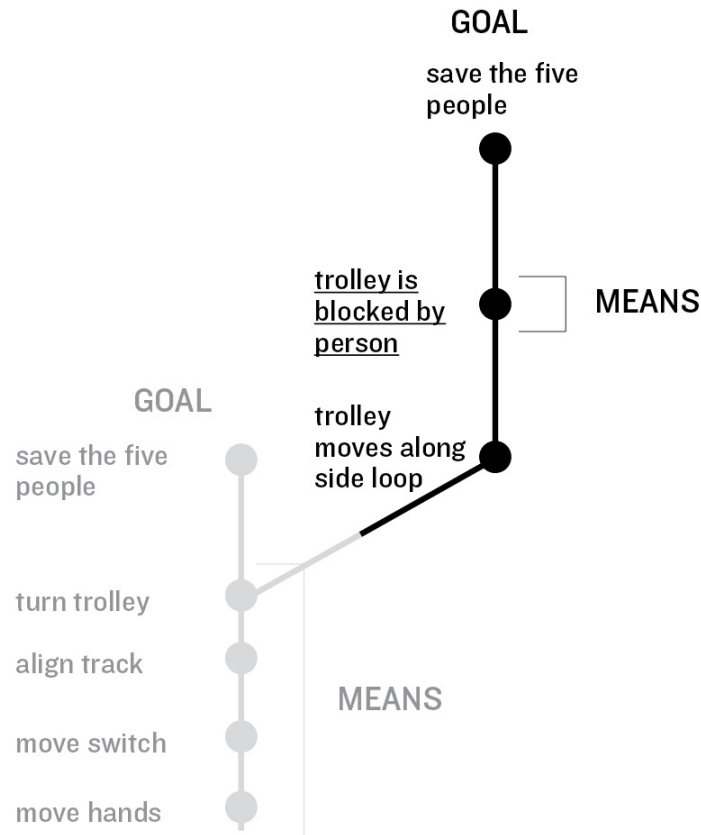 GOAL
save the five
people
trolley is
blocked by
person
MEANS
trolley
moves along
side loop
GOAL
save the five
people
turn trolley
align track
MEANS
move switch
move hands